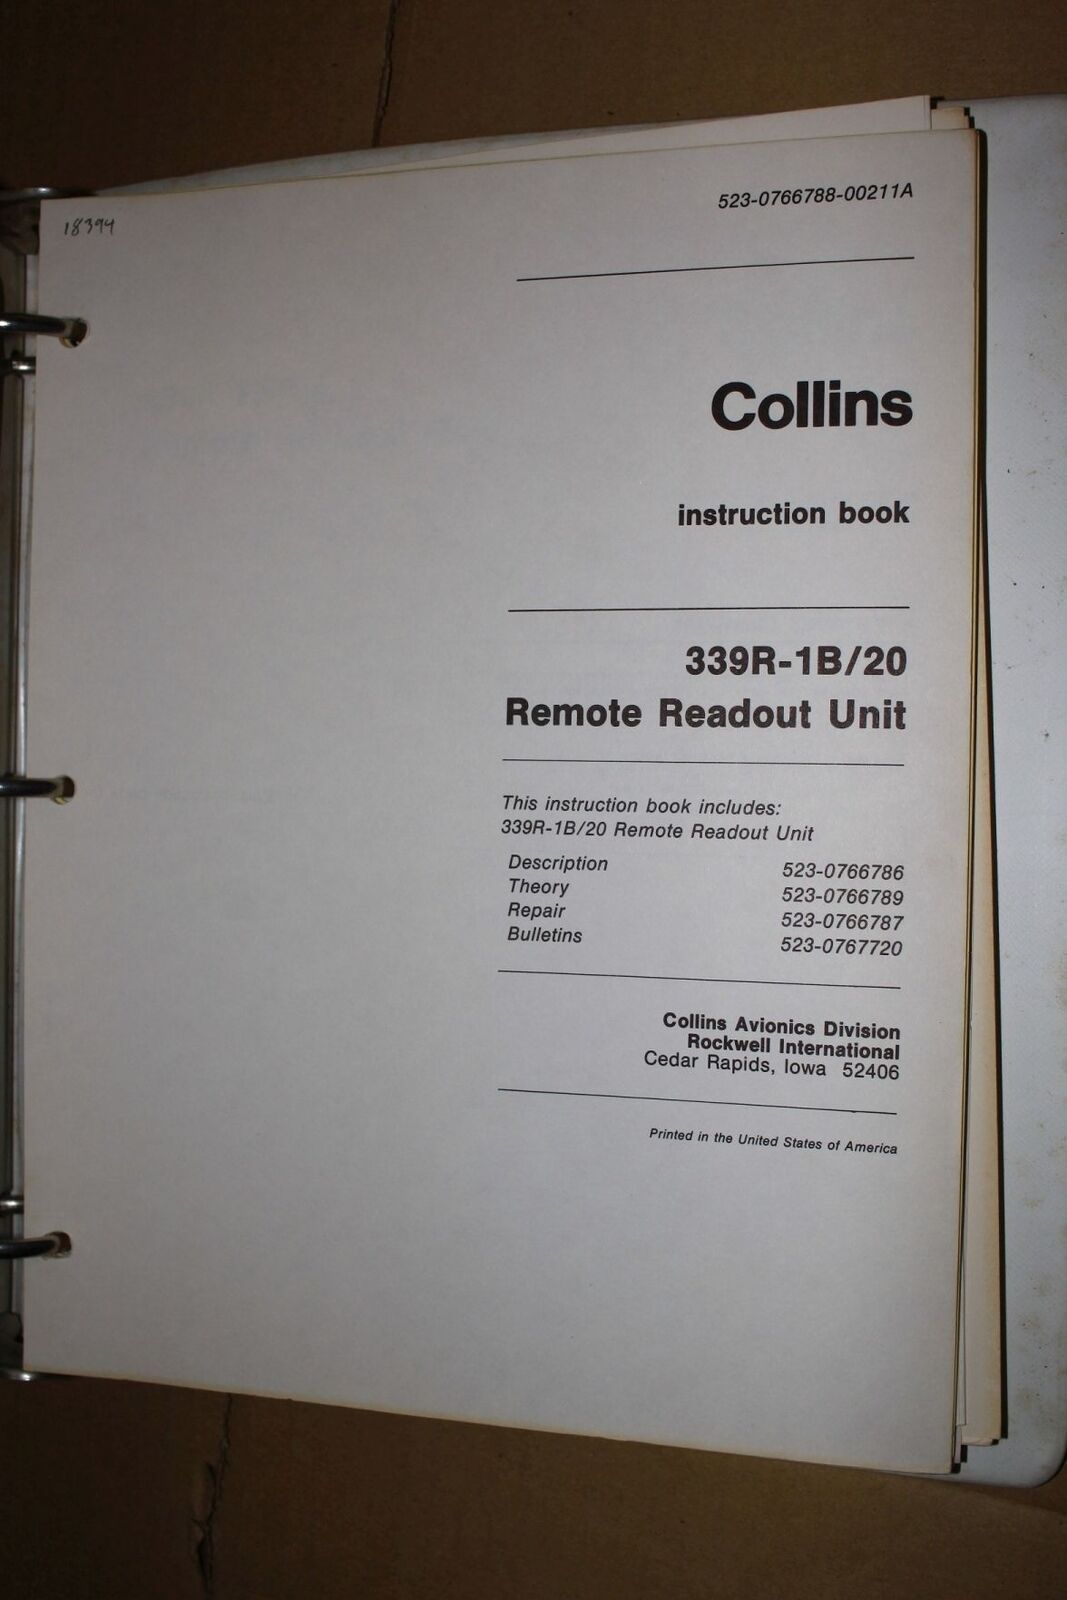 18394
523-0766788-00211A
Collins
instruction book
339R-1B/20
Remote Readout Unit
This instruction book includes:
339R-1B/20 Remote Readout Unit
Description 523-0766786
Theory 523-0766789
Repair 523-0766787
Bulletins 523-0767720
Collins Avionics Division
Rockwell International
Cedar Rapids, Iowa 52406
Printed in the United States of America